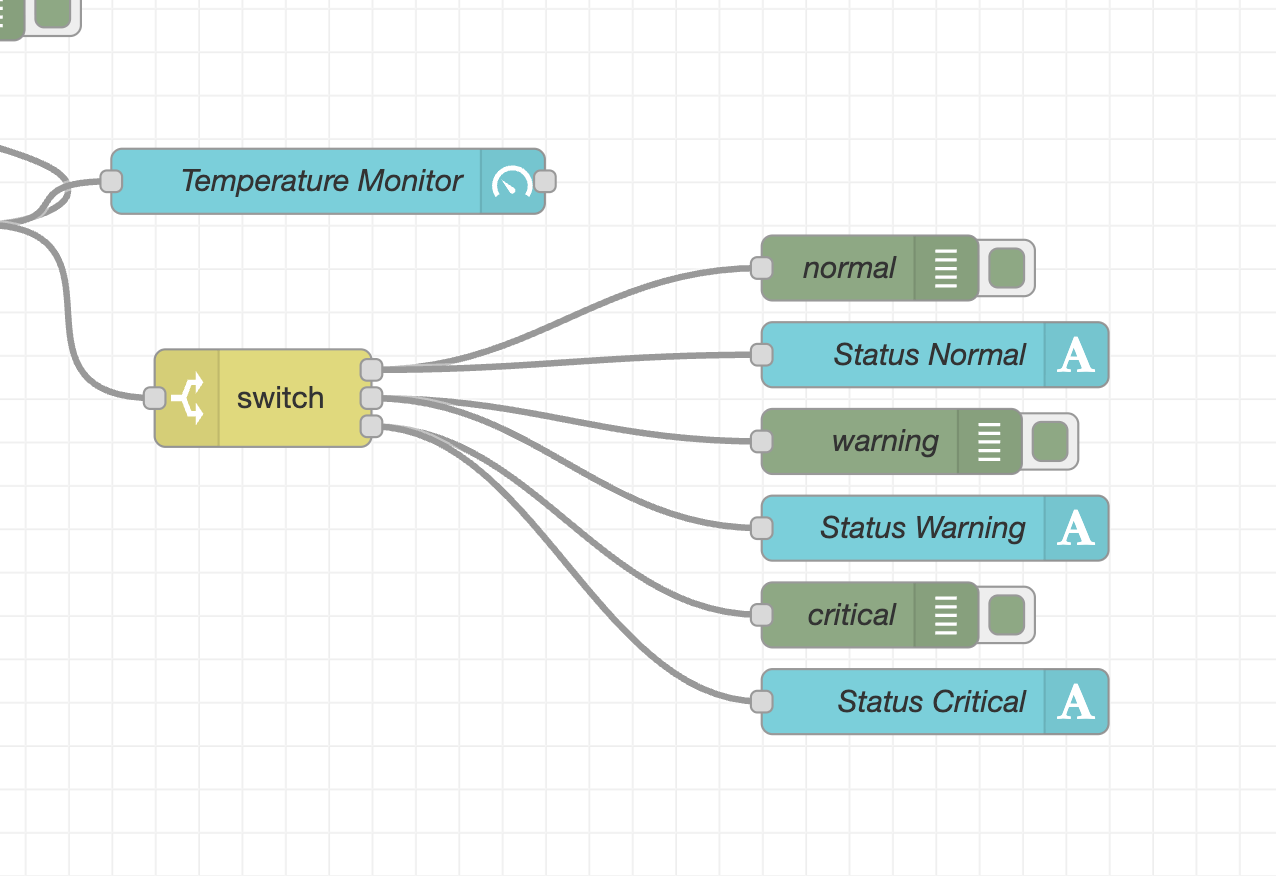 Temperature Monitor
normal
Status Normal
switch
warning
Status Warning
critical
Status Critical